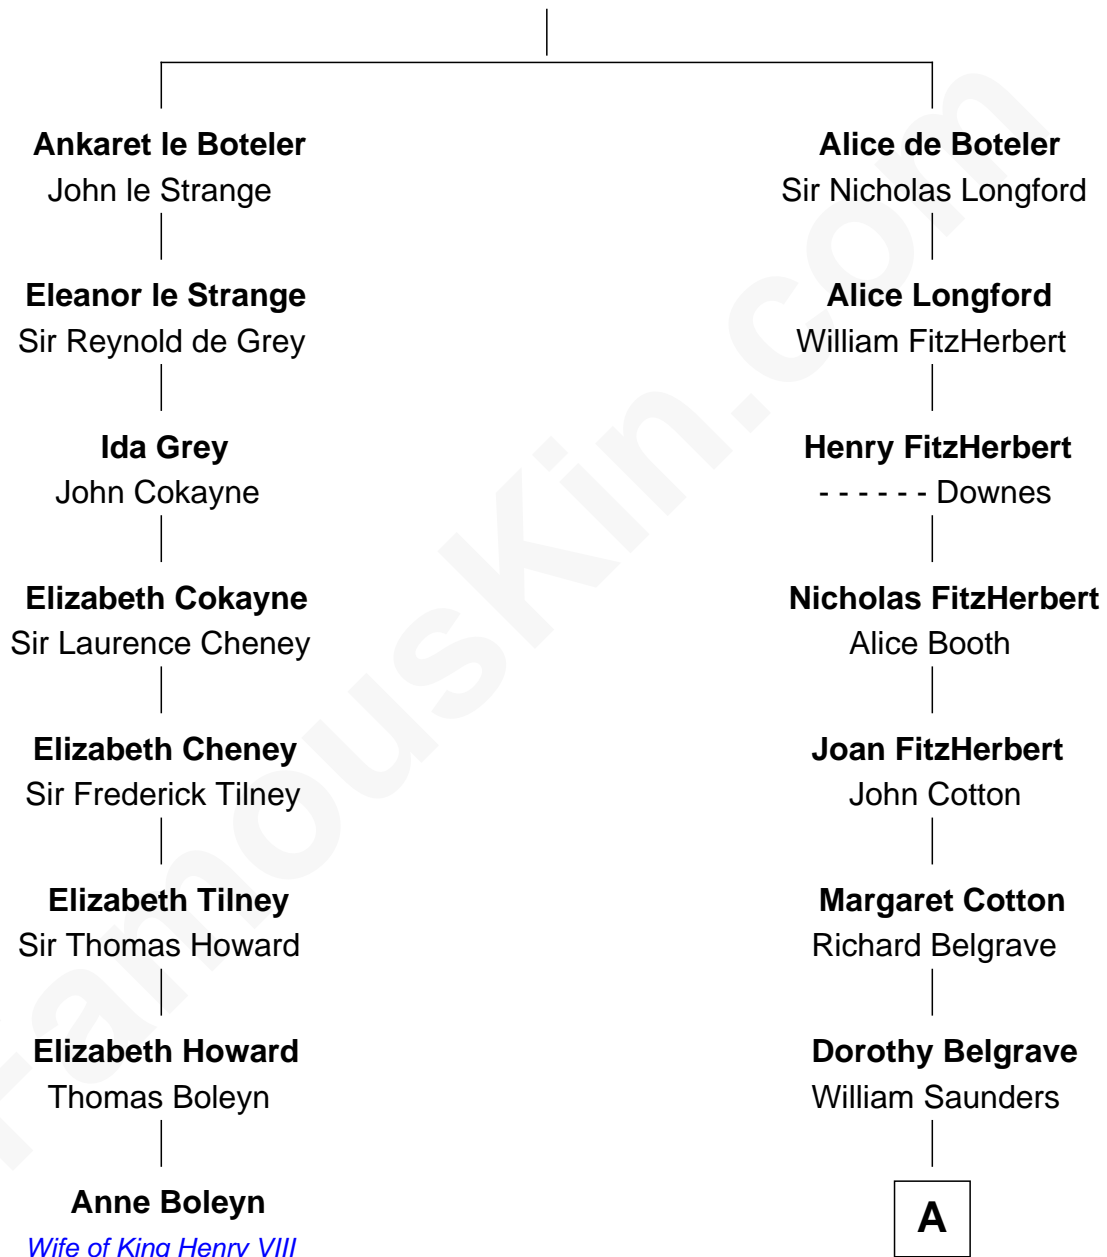 Ankaret le Boteler
John le Strange
Eleanor le Strange
Sir Reynold de Grey
Ida Grey
John Cokayne
Elizabeth Cokayne
Sir Laurence Cheney
Elizabeth Cheney
Sir Frederick Tilney
Elizabeth Tilney
Sir Thomas Howard
Elizabeth Howard
Thomas Boleyn
Anne Boleyn
Wife of King Henry VIII
Alice de Boteler
Sir Nicholas Longford
Alice Longford
William FitzHerbert
Henry FitzHerbert
- - - - - - Downes
Nicholas FitzHerbert
Alice Booth
Joan FitzHerbert
John Cotton
Margaret Cotton
Richard Belgrave
Dorothy Belgrave
William Saunders
A
FamousKin.com